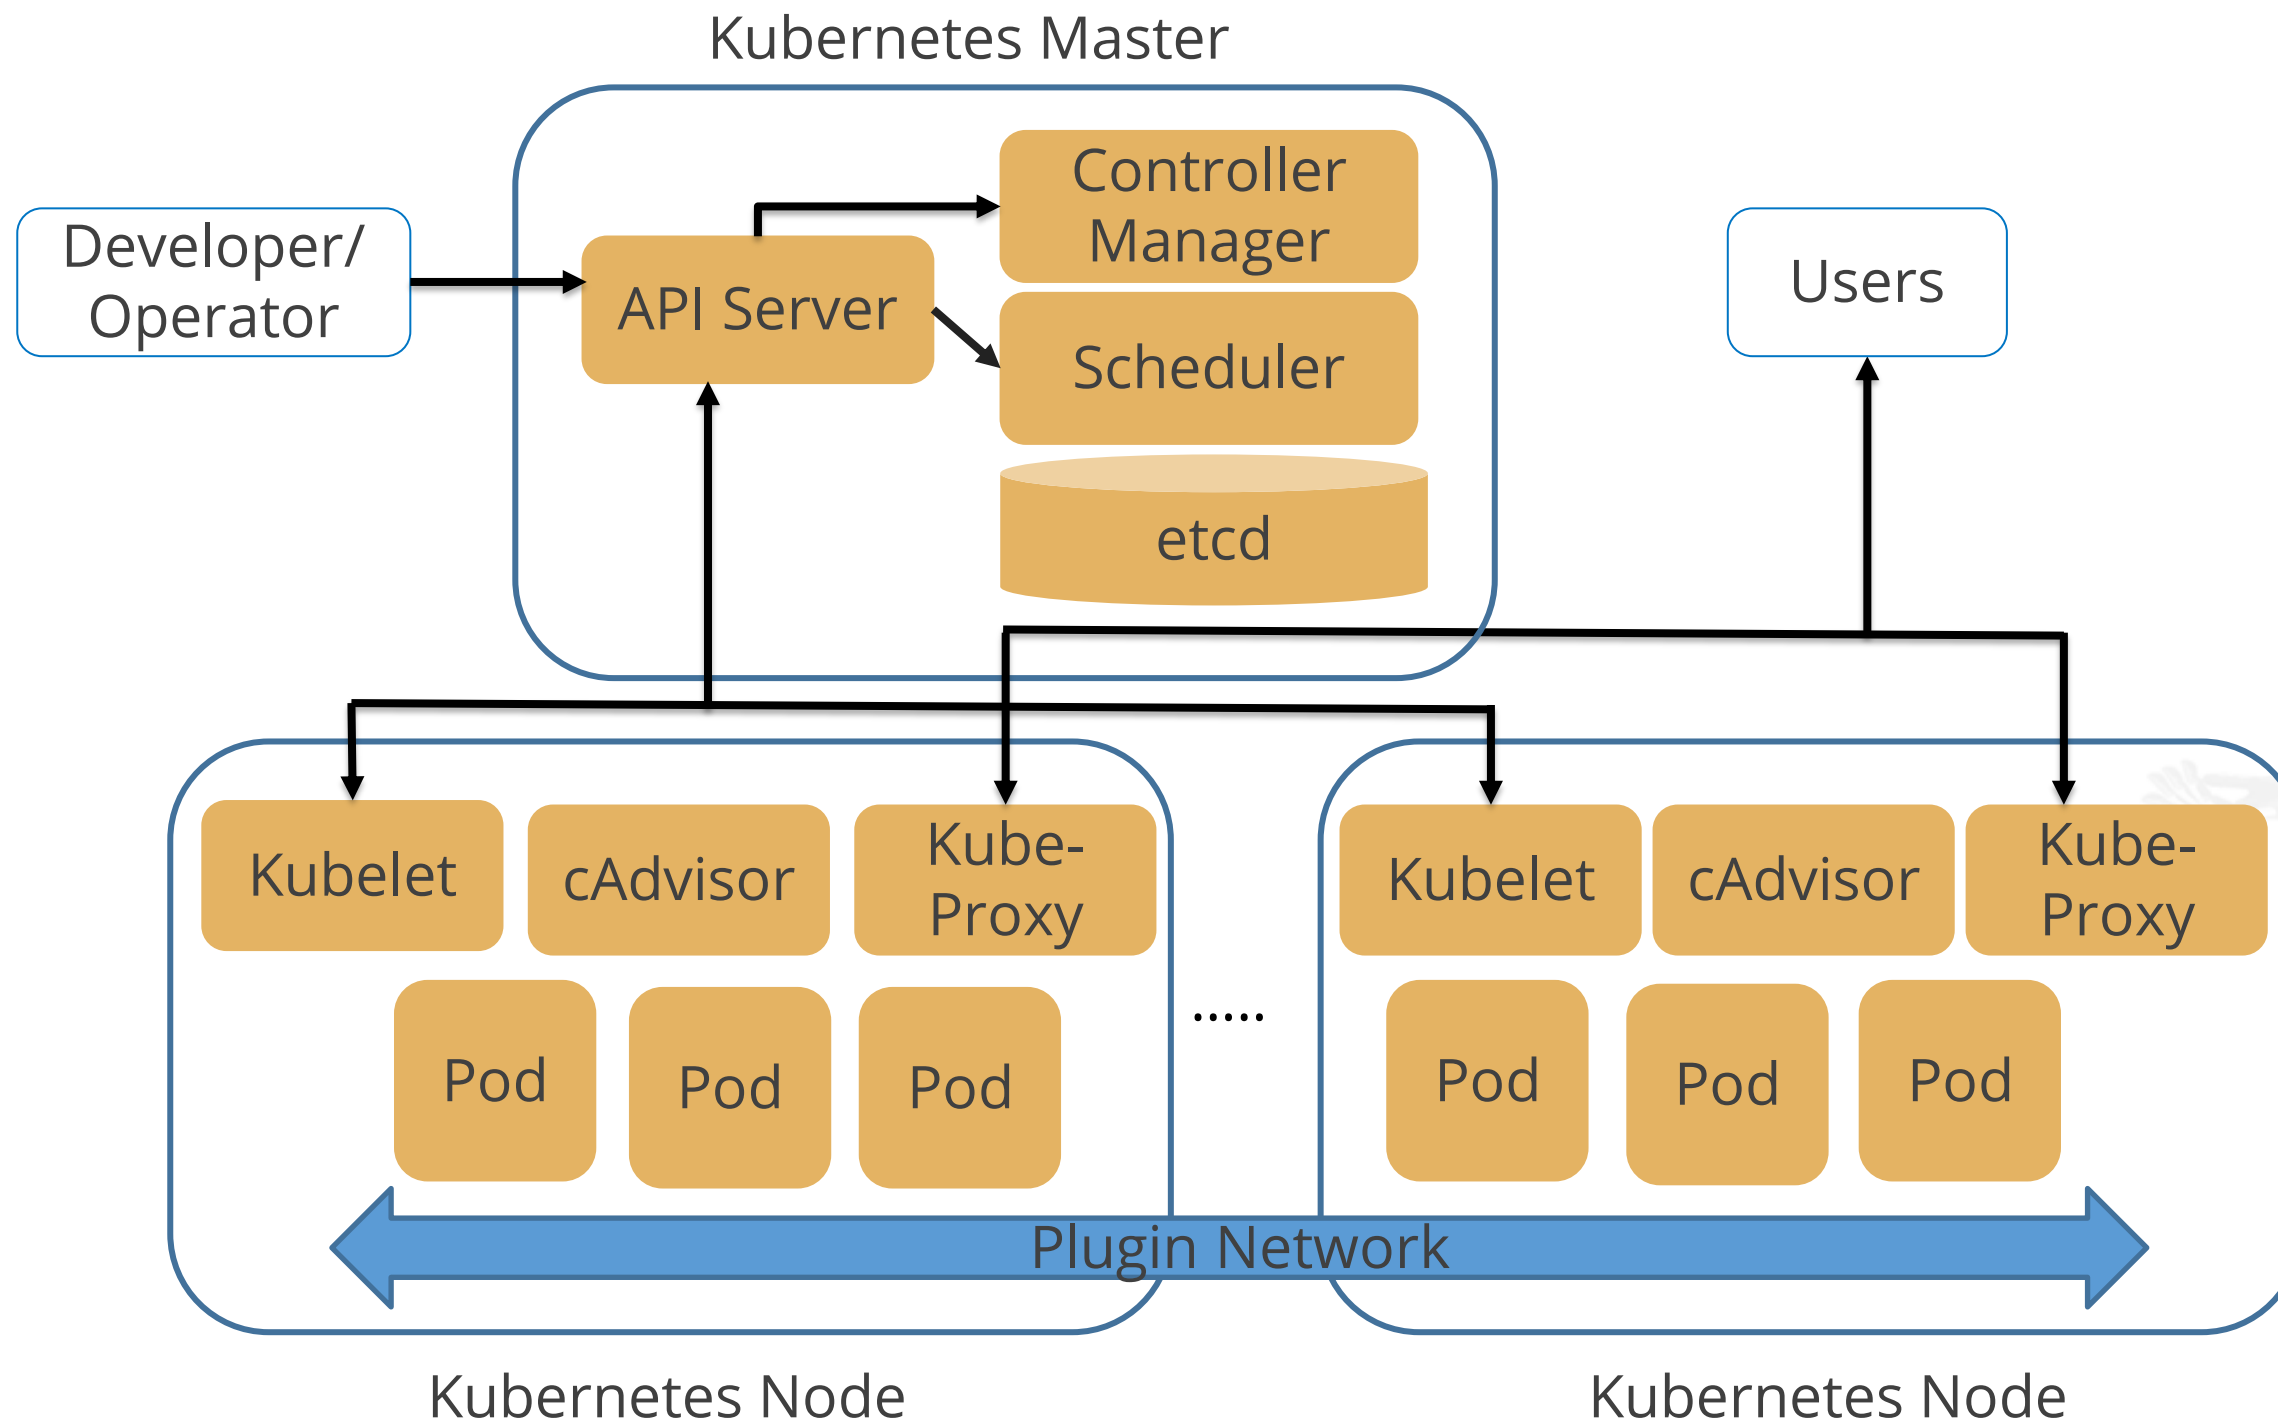 Kubernetes Master
Developer/
Operator
API Server
Controller
Manager
Scheduler
etcd
Users
Kubelet
cAdvisor
Kube-
Proxy
Pod
Pod
Pod
.....
Kubelet
cAdvisor
Kube-
Proxy
Pod
Pod
Pod
Plugin Network
Kubernetes Node
Kubernetes Node